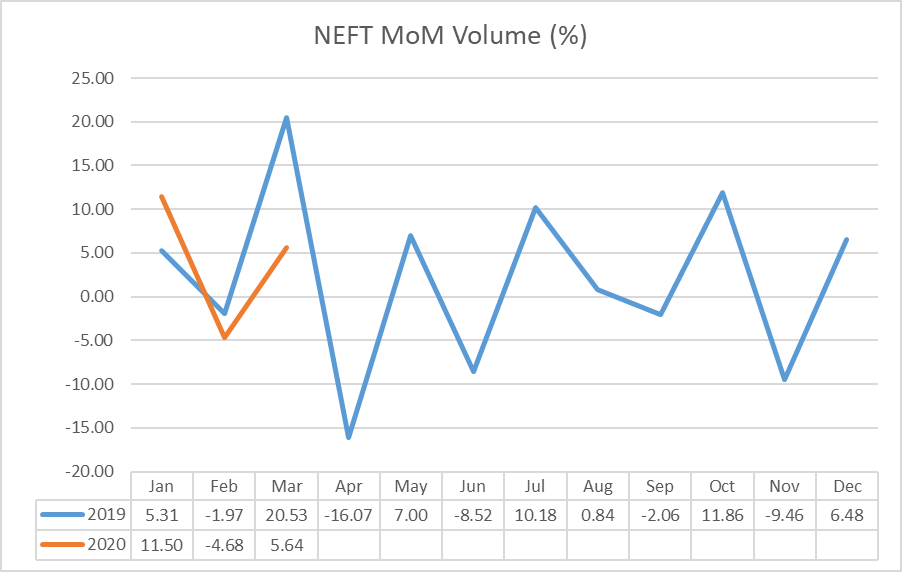 NEFT MoM Volume (%)
25.00
20.00
15.00
10.00
5.00
0.00
-5.00
-10.00
-15.00
-20.00
Jan Feb Mar Apr May Jun Jul Aug Sep Oct Nov Dec
2019 5.31 -1.97 20.53 -16.07 7.00 -8.52 10.18 0.84 -2.06 11.86 -9.46 6.48
2020 11.50 -4.68 5.64